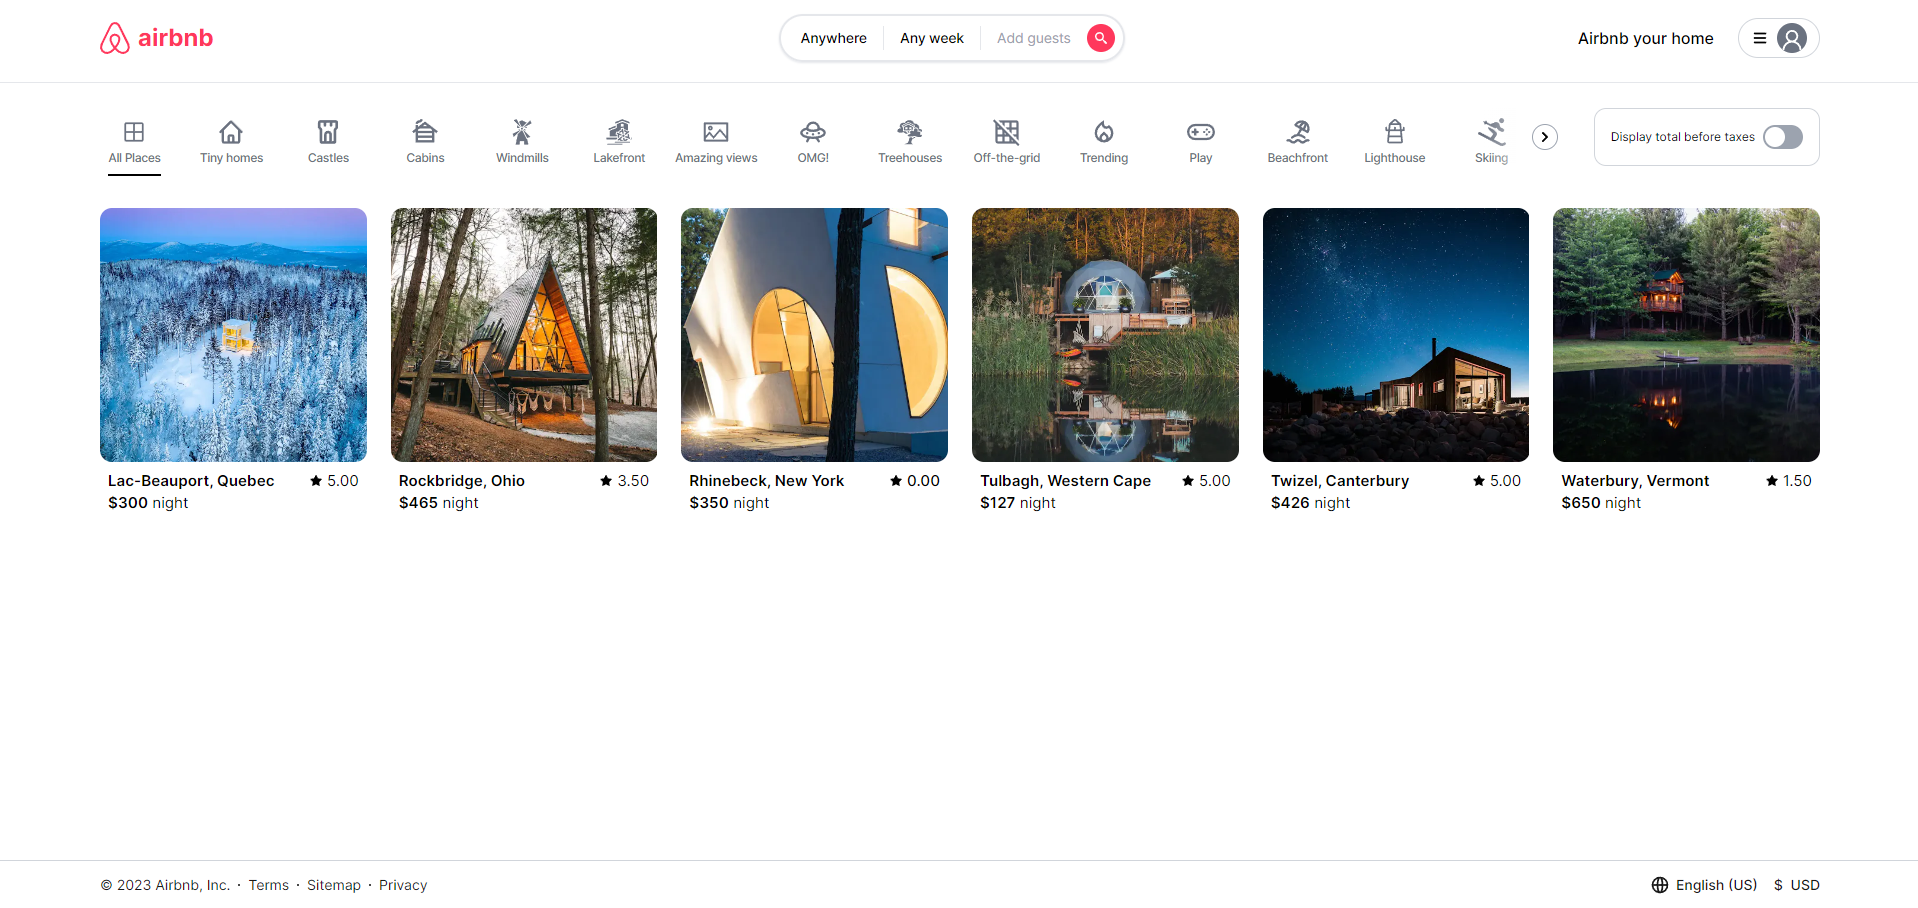 airbnb
Anywhere
Any week
Add guests
Airbnb your home
All Places
Tiny homes
Castles
Cabins
Windmills
Lakefront
Amazing views
OMG!
Treehouses
Off-the-grid
Trending
Play
Beachfront
Lighthouse
Skiing
Display total before taxes
Lac-Beauport, Quebec ★ 5.00
$300 night
Rockbridge, Ohio ★ 3.50
$465 night
Rhinebeck, New York ★ 0.00
$350 night
Tulbagh, Western Cape ★ 5.00
$127 night
Twizel, Canterbury ★ 5.00
$426 night
Waterbury, Vermont ★ 1.50
$650 night
© 2023 Airbnb, Inc. · Terms · Sitemap · Privacy
English (US) $ USD